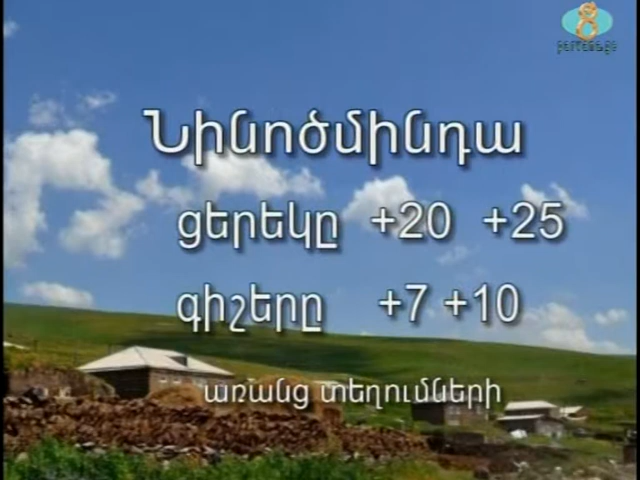 Նինոծմինդա
ցերեկը +20 +25
գիշերը +7 +10
առանց տեղումների